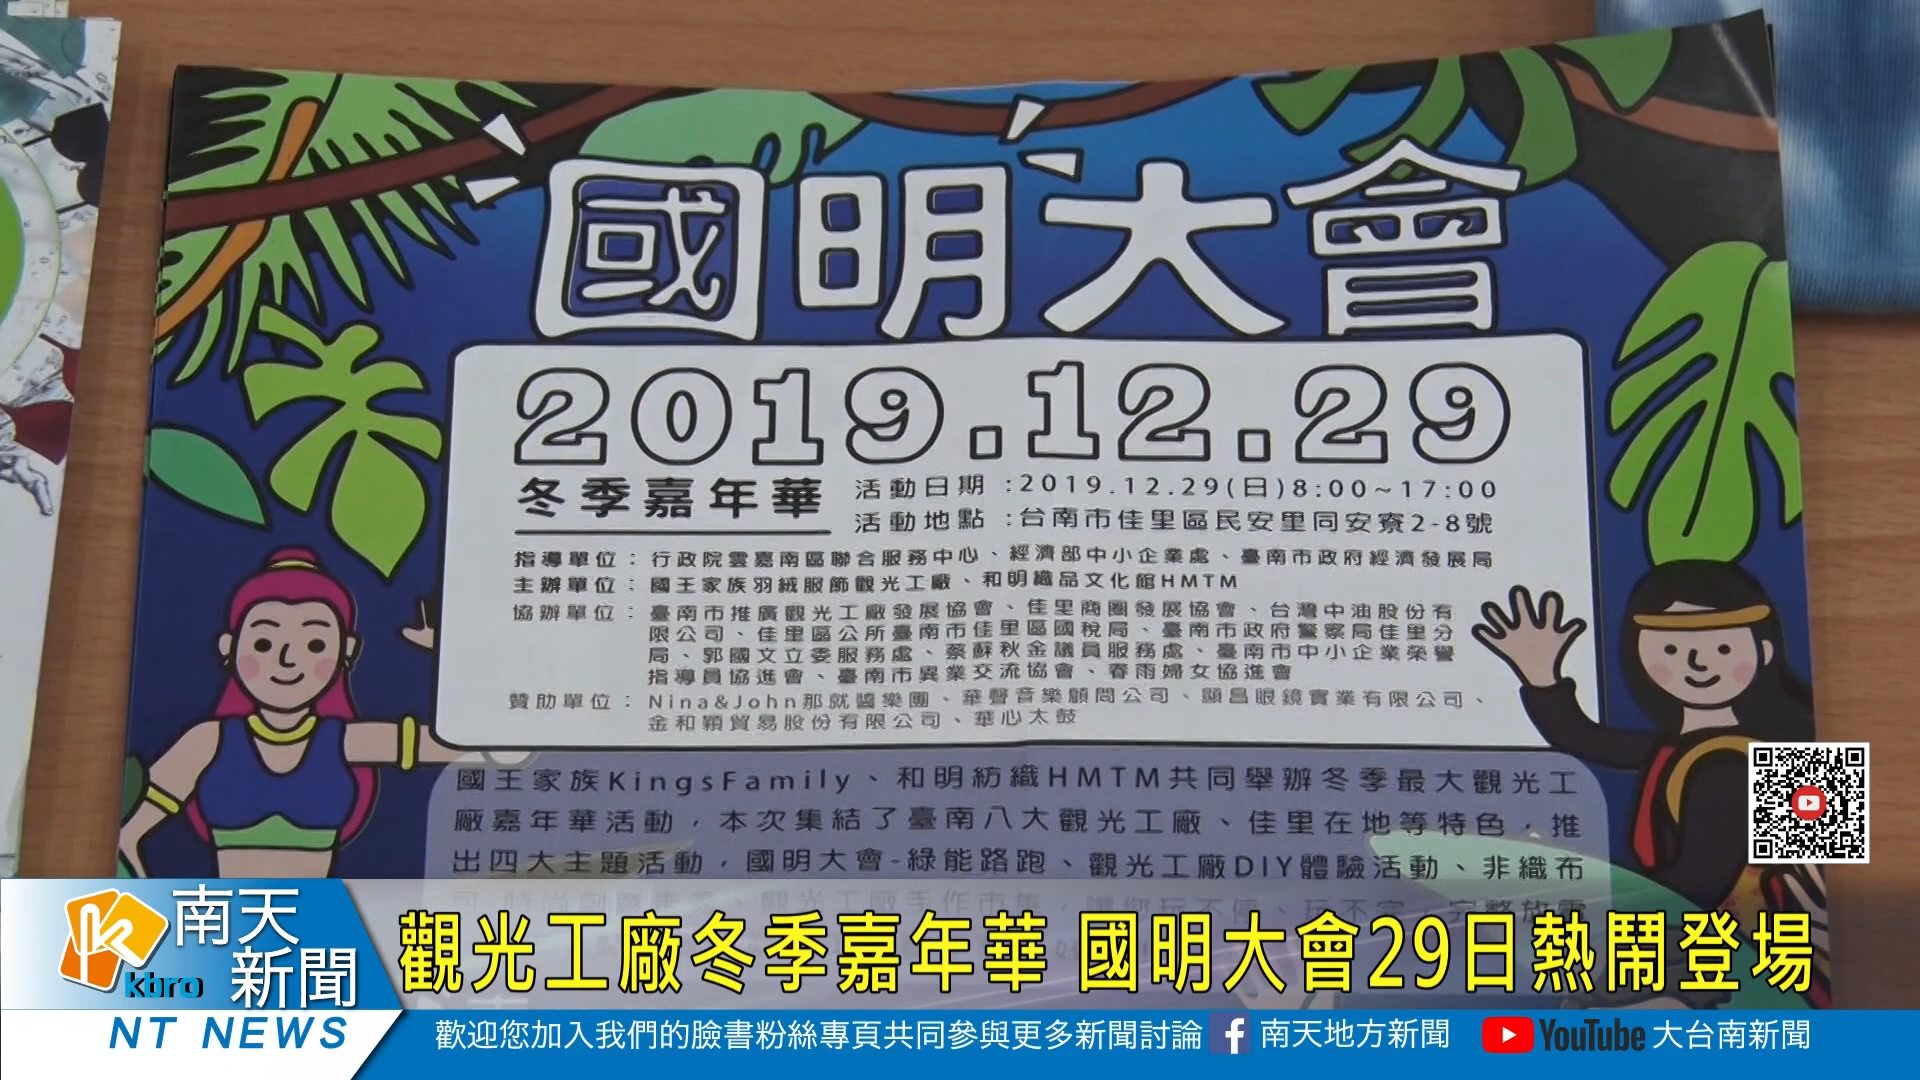 國明大會
2019.12.29
冬季嘉年華
活動日期：2019.12.29(日)8:00~17:00
活動地點：台南市佳里區民安里同安寮2-8號
指導單位：行政院雲嘉南區聯合服務中心、經濟部中小企業處、臺南市政府經濟發展局
主辦單位：國王家族羽絨服飾觀光工廠、和明織品文化館HMTM
協辦單位：臺南市推廣觀光工廠發展協會、佳里商圈發展協會、台灣中油股份有
限公司、佳里區公所臺南市佳里區國稅局、臺南市政府警察局佳里分
局、郭國文立委服務處、蔡蘇秋金議員服務處、臺南市中小企業榮譽
指導員協進會、臺南市異業交流協會、春雨婦女協進會
贊助單位：Nina&John那就醬樂團、華聲音樂顧問公司、顯昌眼鏡實業有限公司、
金和穎貿易股份有限公司、華心太鼓
國王家族KingsFamily、和明紡織HMTM共同舉辦冬季最大觀光工
廠嘉年華活動，本次集結了臺南八大觀光工廠、佳里在地等特色，推
出四大主題活動，國明大會-綠能路跑、觀光工廠DIY體驗活動、非織布
南天新聞
kbro
NT NEWS
觀光工廠冬季嘉年華 國明大會29日熱鬧登場
歡迎您加入我們的臉書粉絲專頁共同參與更多新聞討論 f 南天地方新聞 YouTube 大台南新聞